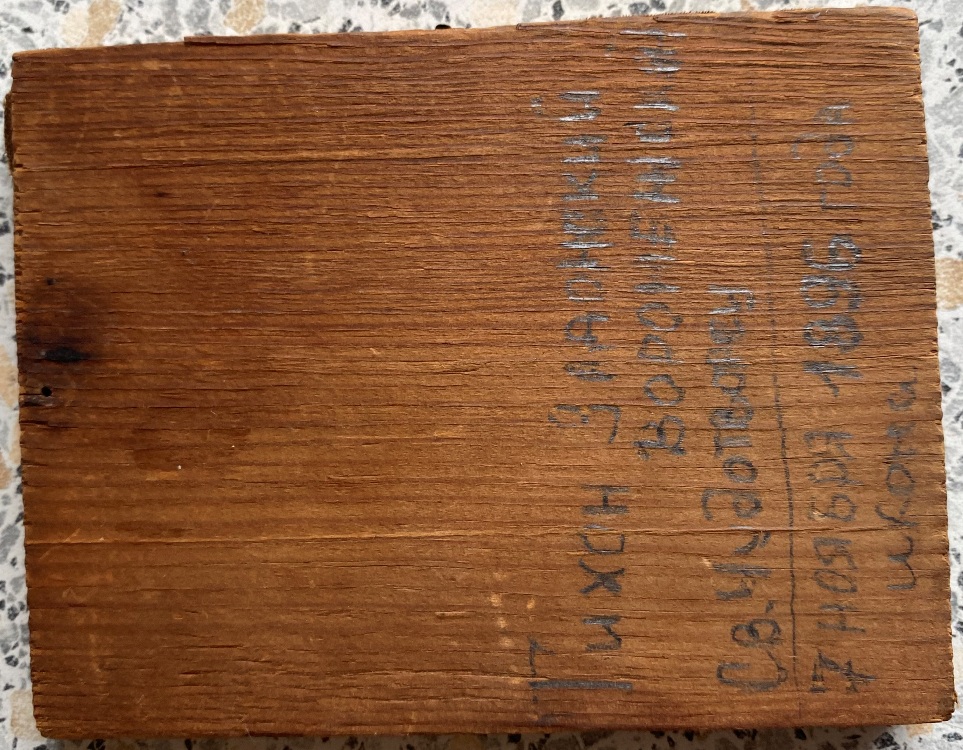 Тихон Задонский
Воронежский
Св. Чудотворец
7 ноября 1896 года
икона